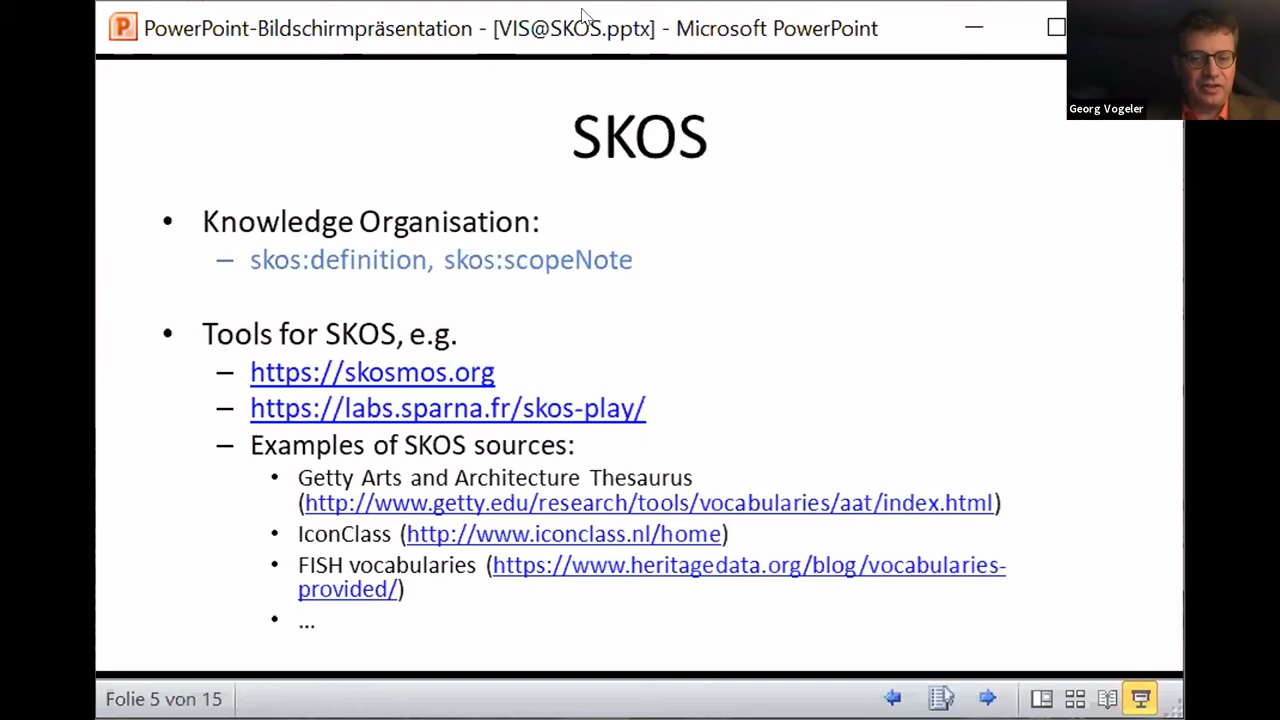 PowerPoint-Bildschirmpräsentation - [VIS@SKOS.pptx] - Microsoft PowerPoint
Georg Vogeler
SKOS
• Knowledge Organisation:
– skos:definition, skos:scopeNote
• Tools for SKOS, e.g.
– https://skosmos.org
– https://labs.sparna.fr/skos-play/
– Examples of SKOS sources:
• Getty Arts and Architecture Thesaurus
(http://www.getty.edu/research/tools/vocabularies/aat/index.html)
• IconClass (http://www.iconclass.nl/home)
• FISH vocabularies (https://www.heritagedata.org/blog/vocabularies-
provided/)
• ...
Folie 5 von 15